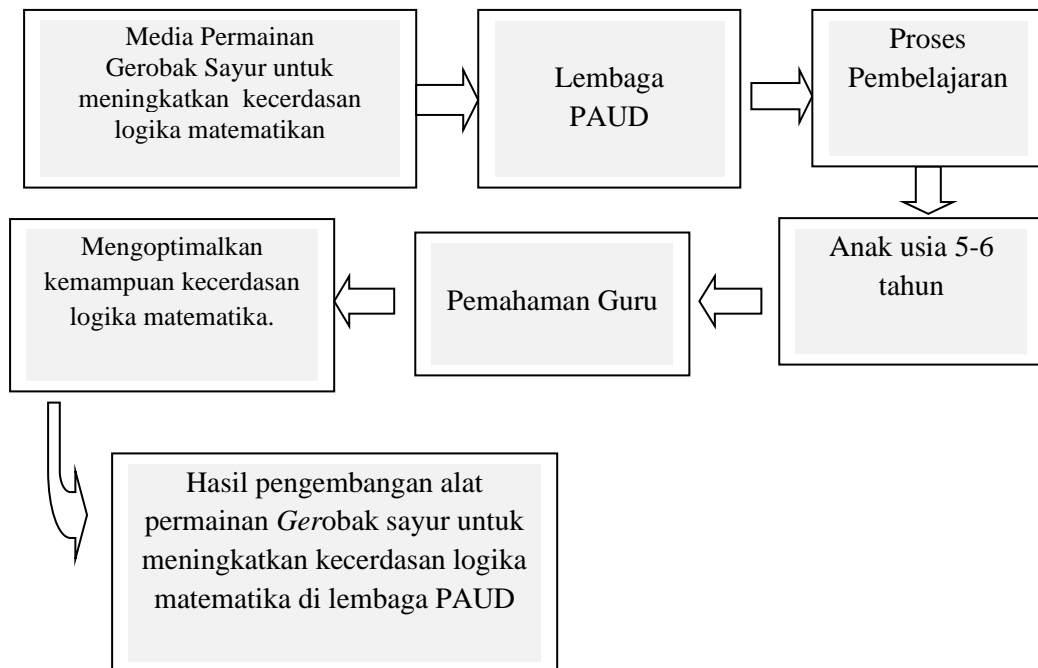 Media Permainan
Gerobak Sayur untuk
meningkatkan kecerdasan
logika matematikan
Lembaga
PAUD
Proses
Pembelajaran
Anak usia 5-6
tahun
Pemahaman Guru
Mengoptimalkan
kemampuan kecerdasan
logika matematika.
Hasil pengembangan alat
permainan Gerobak sayur untuk
meningkatkan kecerdasan logika
matematika di lembaga PAUD